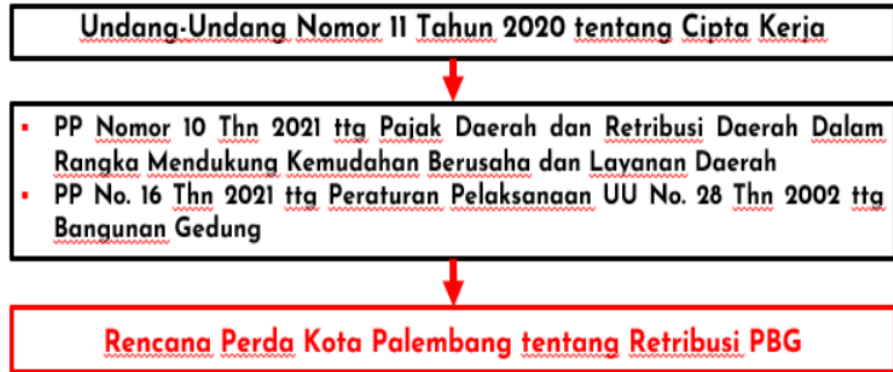 Undang-Undang Nomor 11 Tahun 2020 tentang Cipta Kerja
▪ PP Nomor 10 Thn 2021 ttg Pajak Daerah dan Retribusi Daerah Dalam
Rangka Mendukung Kemudahan Berusaha dan Layanan Daerah
▪ PP No. 16 Thn 2021 ttg Peraturan Pelaksanaan UU No. 28 Thn 2002 ttg
Bangunan Gedung
Rencana Perda Kota Palembang tentang Retribusi PBG